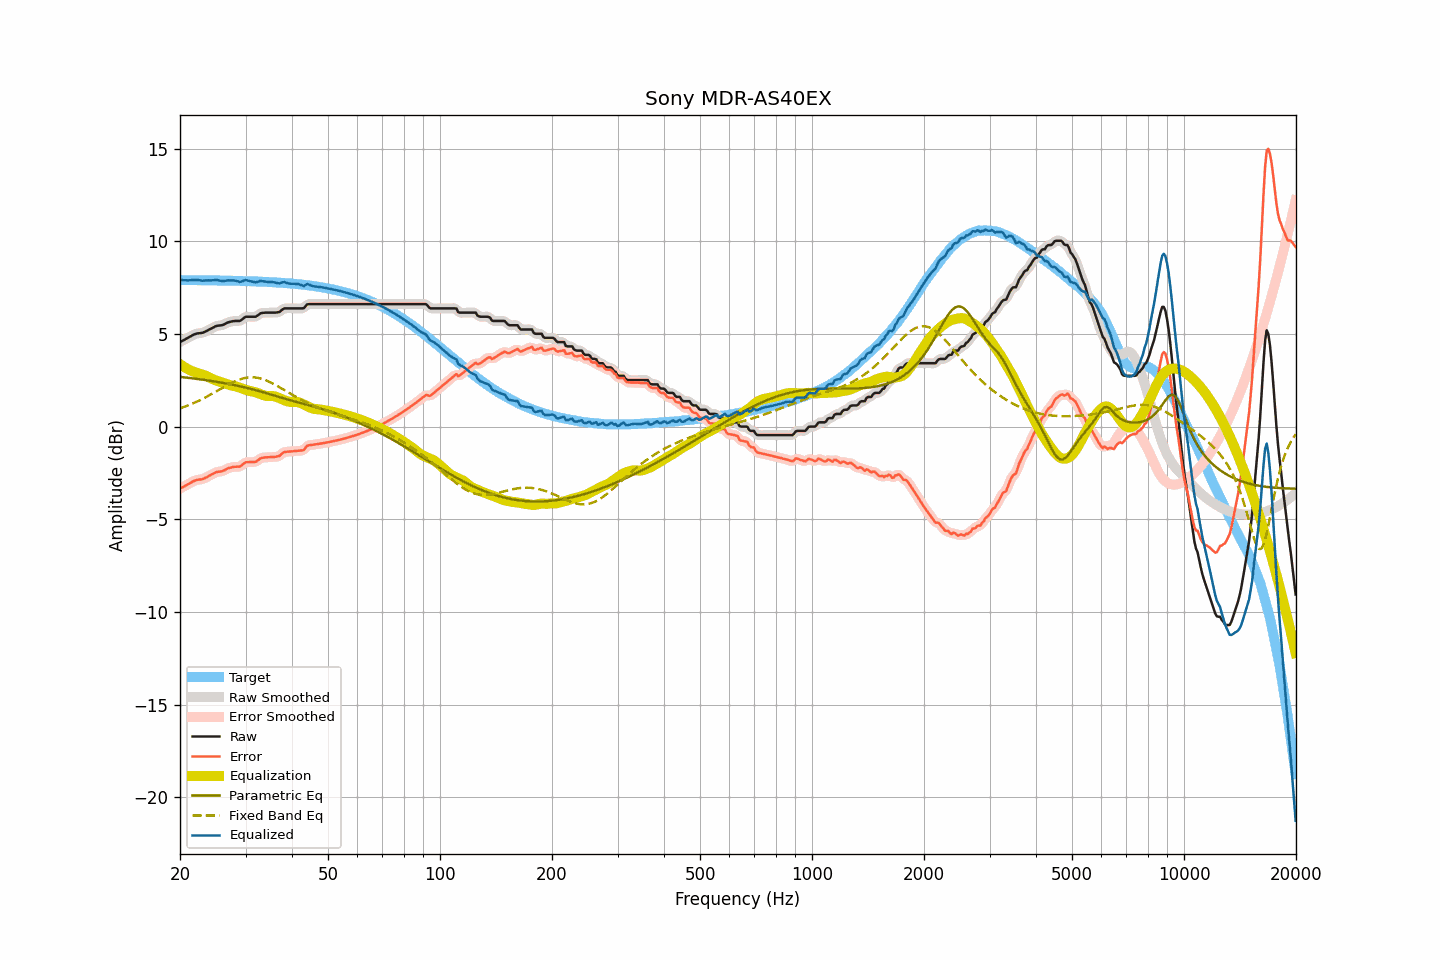 Sony MDR-AS40EX
Amplitude (dBr)
15
10
5
0
−5
−10
−15
−20
Target
Raw Smoothed
Error Smoothed
Raw
Error
Equalization
Parametric Eq
Fixed Band Eq
Equalized
20 50 100 200 500 1000 2000 5000 10000 20000
Frequency (Hz)